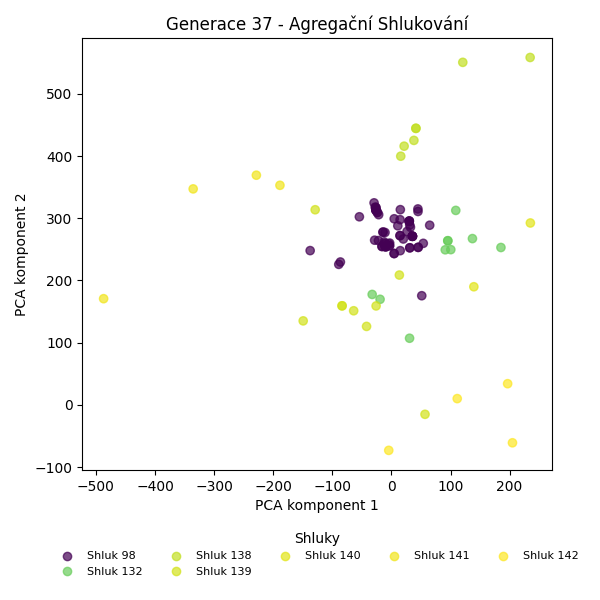 Generace 37 - Agregační Shlukování
PCA komponent 2
500
400
300
200
100
0
−100
−500 −400 −300 −200 −100 0 100 200
PCA komponent 1
Shluky
Shluk 98 Shluk 138 Shluk 140 Shluk 141 Shluk 142
Shluk 132 Shluk 139